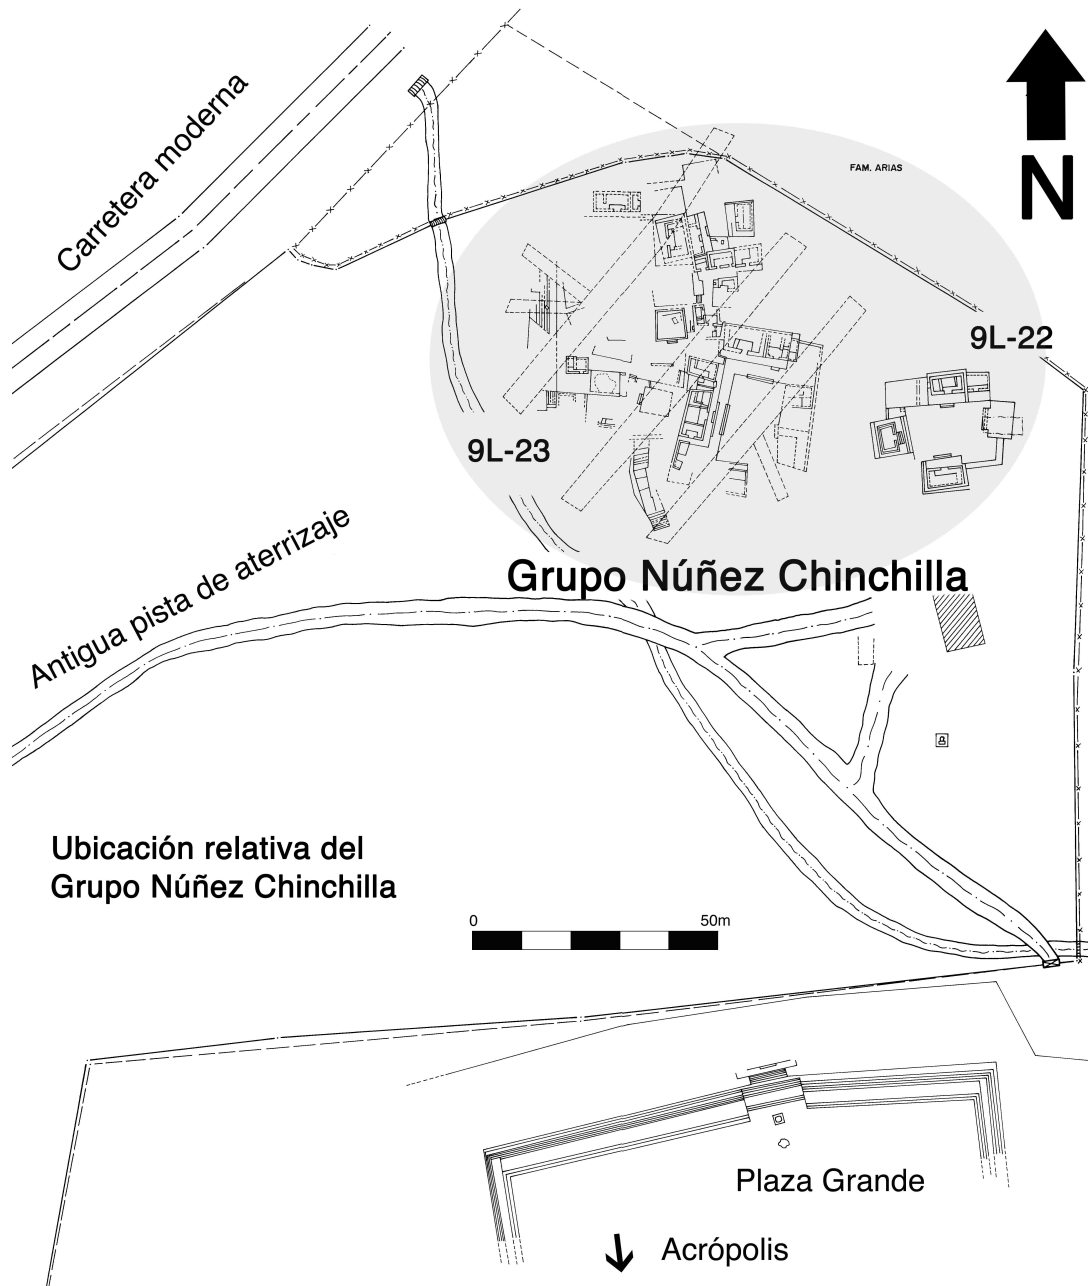 Carretera moderna
N
FAM. ARIAS
9L-22
9L-23
Antigua pista de aterrizaje
Grupo Núñez Chinchilla
Ubicación relativa del
Grupo Núñez Chinchilla
0 50m
Plaza Grande
Acrópolis